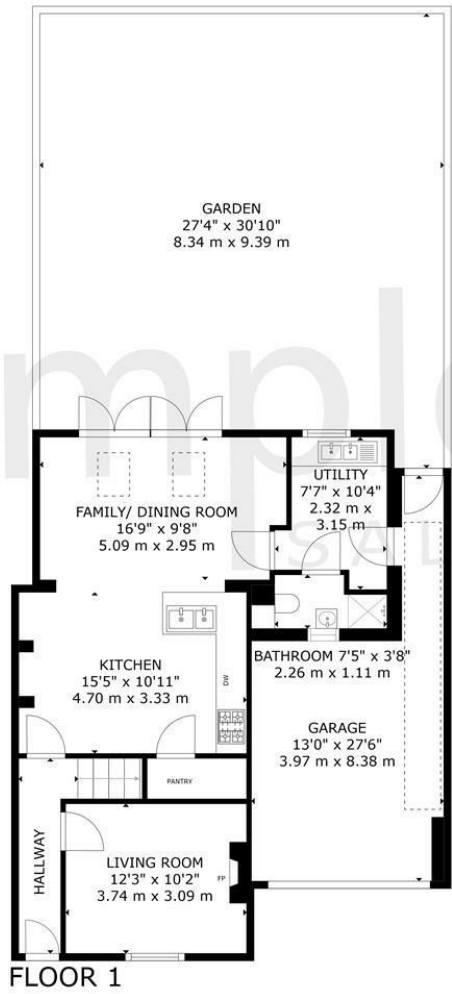 GARDEN
27'4" x 30'10"
8.34 m x 9.39 m
mplo
SAL
UTILITY
7'7" x 10'4"
2.32 m x
3.15 m
FAMILY/ DINING ROOM
16'9" x 9'8"
5.09 m x 2.95 m
BATHROOM 7'5" x 3'8"
2.26 m x 1.11 m
KITCHEN
15'5" x 10'11"
4.70 m x 3.33 m
DW
GARAGE
13'0" x 27'6"
3.97 m x 8.38 m
PANTRY
HALLWAY
LIVING ROOM
12'3" x 10'2"
3.74 m x 3.09 m
FP
FLOOR 1